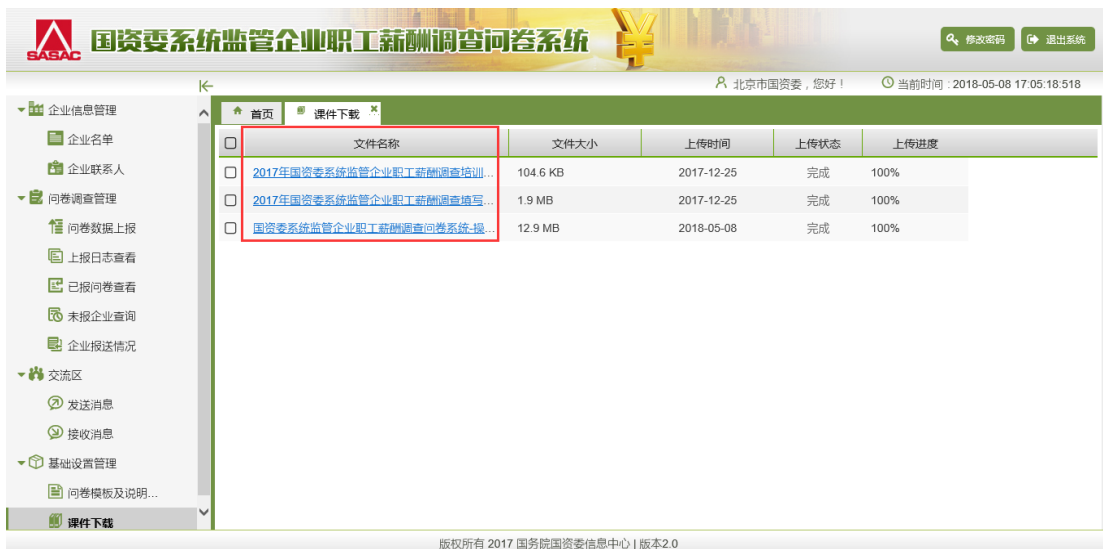 SASAC 国资委系统监管企业职工薪酬调查问卷系统
修改密码 退出系统
北京市国资委，您好！ 当前时间 : 2018-05-08 17:05:18:518
企业信息管理
企业名单
企业联系人
问卷调查管理
问卷数据上报
上报日志查看
已报问卷查看
未报企业查询
企业报送情况
交流区
发送消息
接收消息
基础设置管理
问卷模板及说明...
课件下载
首页 课件下载
文件名称 文件大小 上传时间 上传状态 上传进度
2017年国资委系统监管企业职工薪酬调查培训... 104.6 KB 2017-12-25 完成 100%
2017年国资委系统监管企业职工薪酬调查填写... 1.9 MB 2017-12-25 完成 100%
国资委系统监管企业职工薪酬调查问卷系统-操... 12.9 MB 2018-05-08 完成 100%
版权所有 2017 国务院国资委信息中心 | 版本2.0